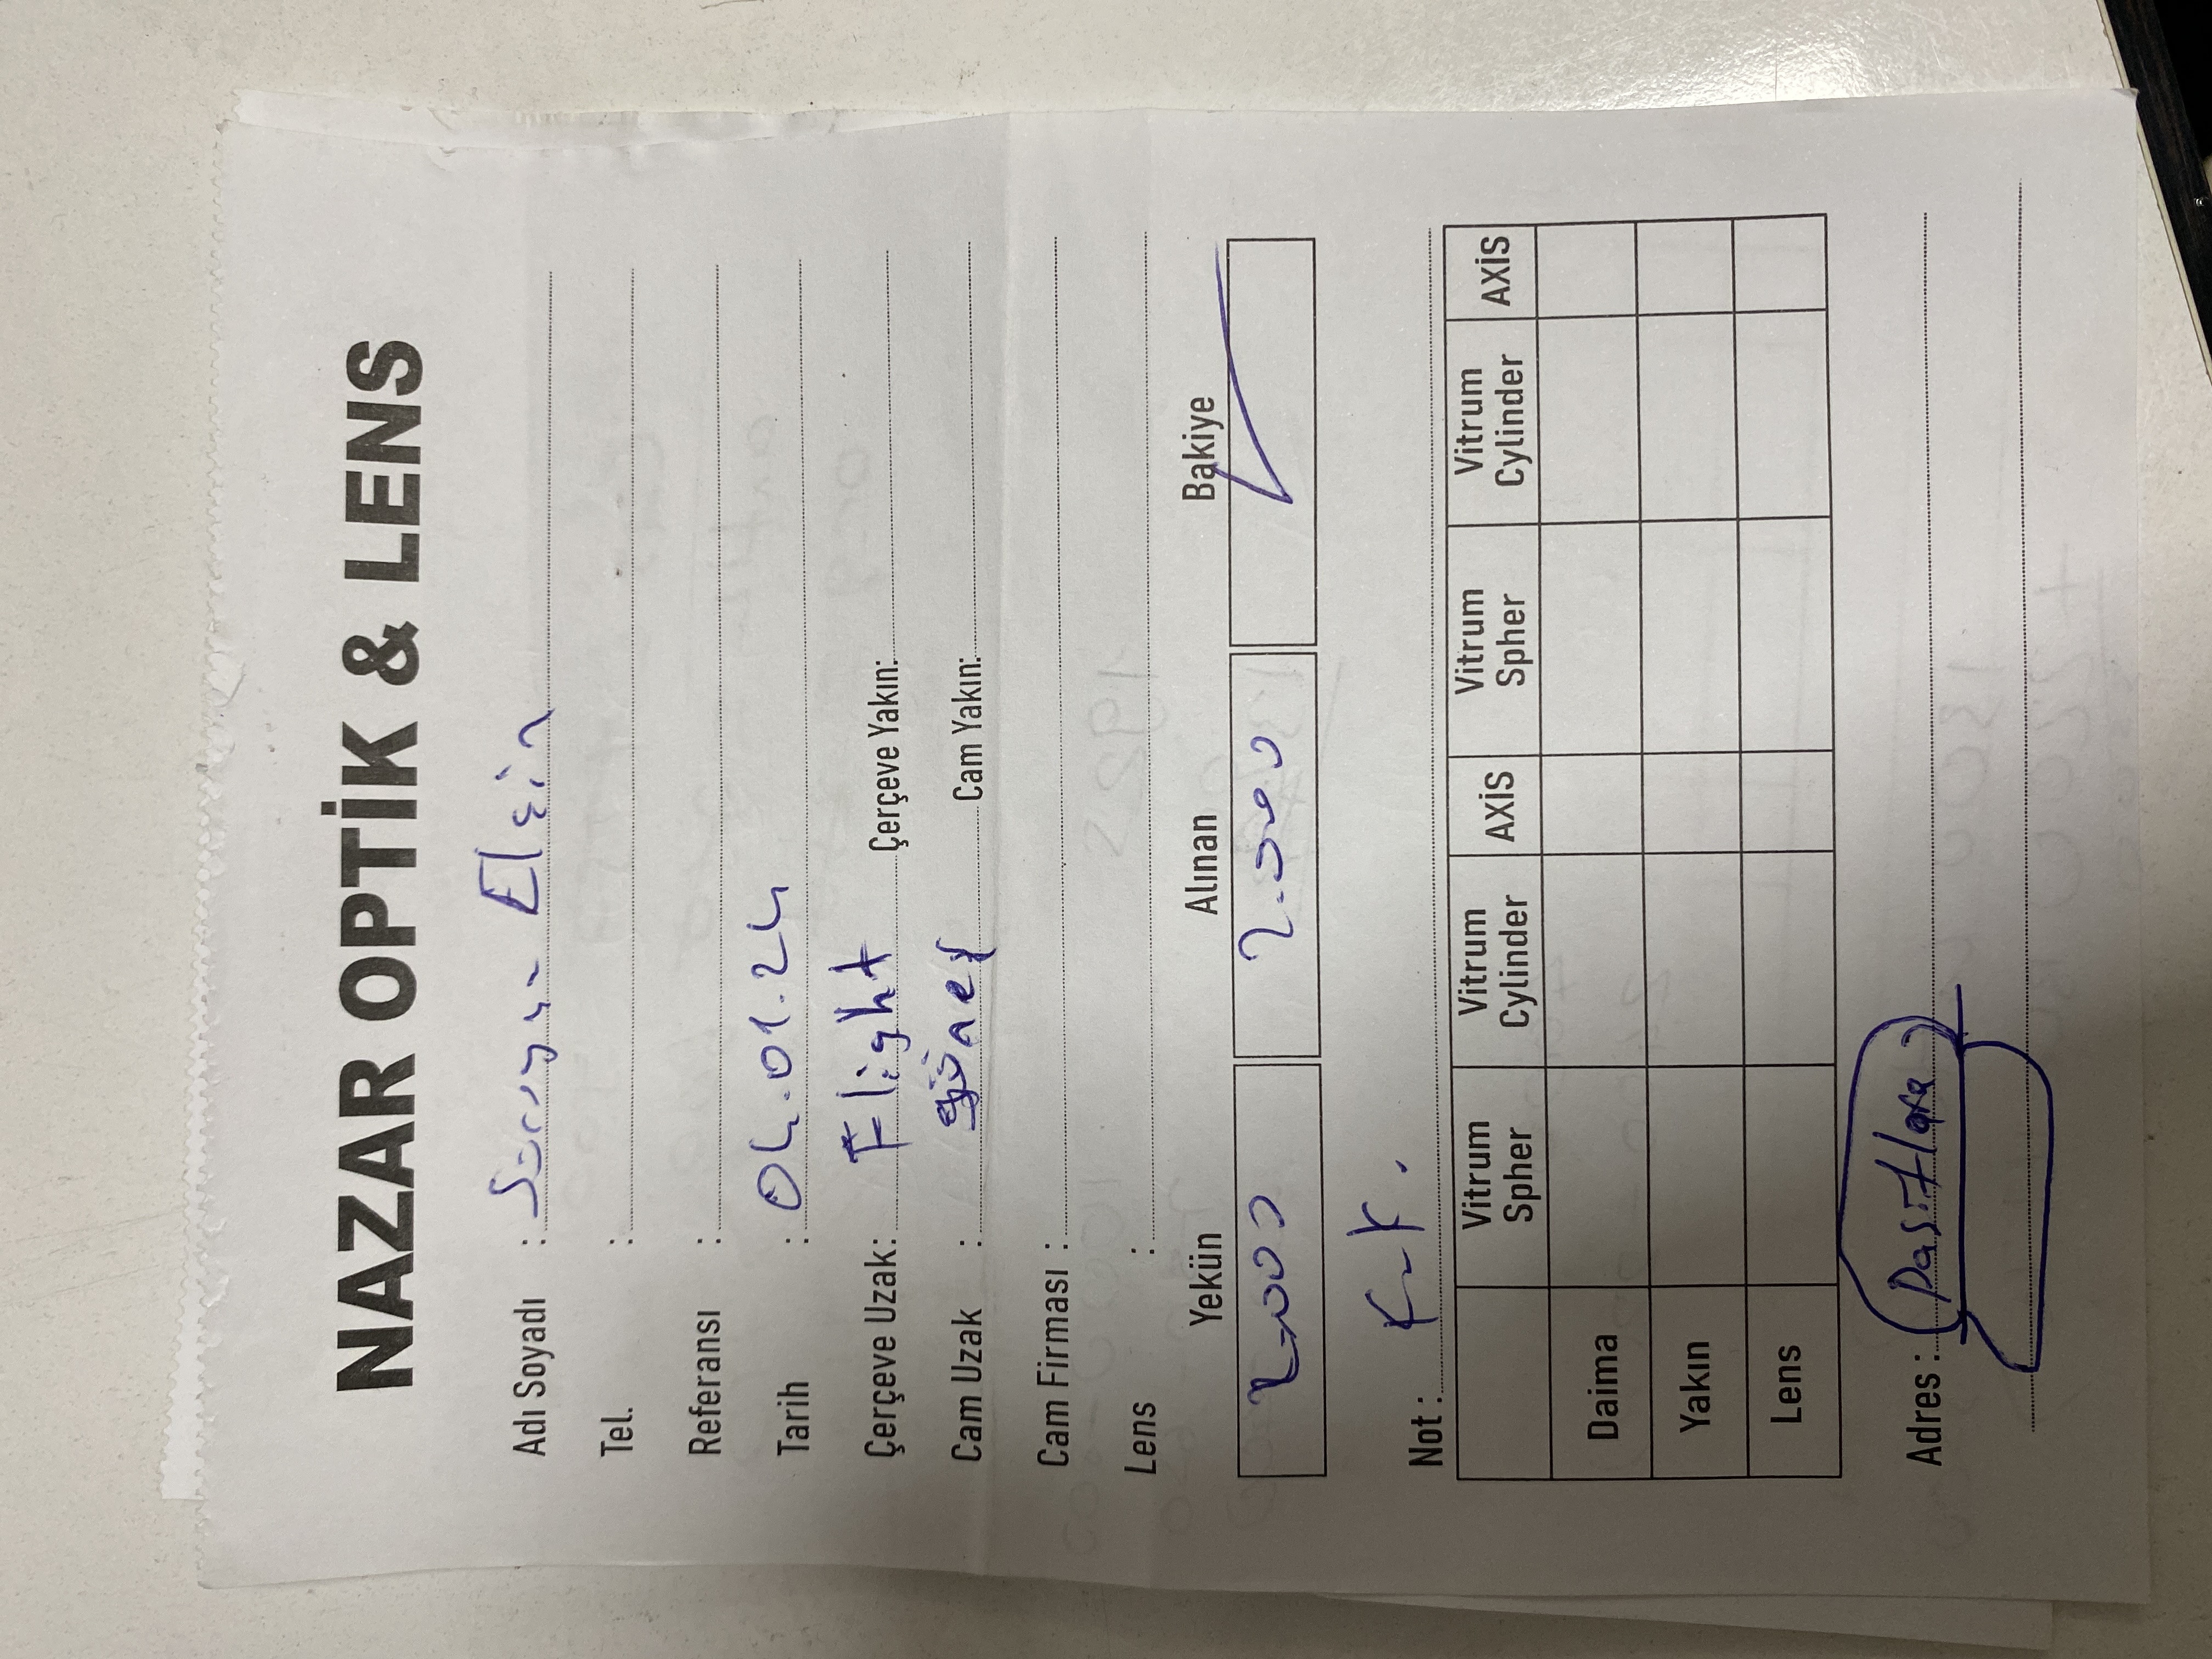 NAZAR OPTİK & LENS
Adı Soyadı : Elçin
Tel. :
Referansı :
Tarih : 04.01.24
Çerçeve Uzak: Flight Çerçeve Yakın:
Cam Uzak : güneş Cam Yakın:
Cam Firması :
Lens :
Yekün Alınan Bakiye
2.000 2.000
Not : K.K.
Vitrum Spher Vitrum Cylinder AXİS Vitrum Spher Vitrum Cylinder AXİS
Daima
Yakın
Lens
Adres : Pasiflora